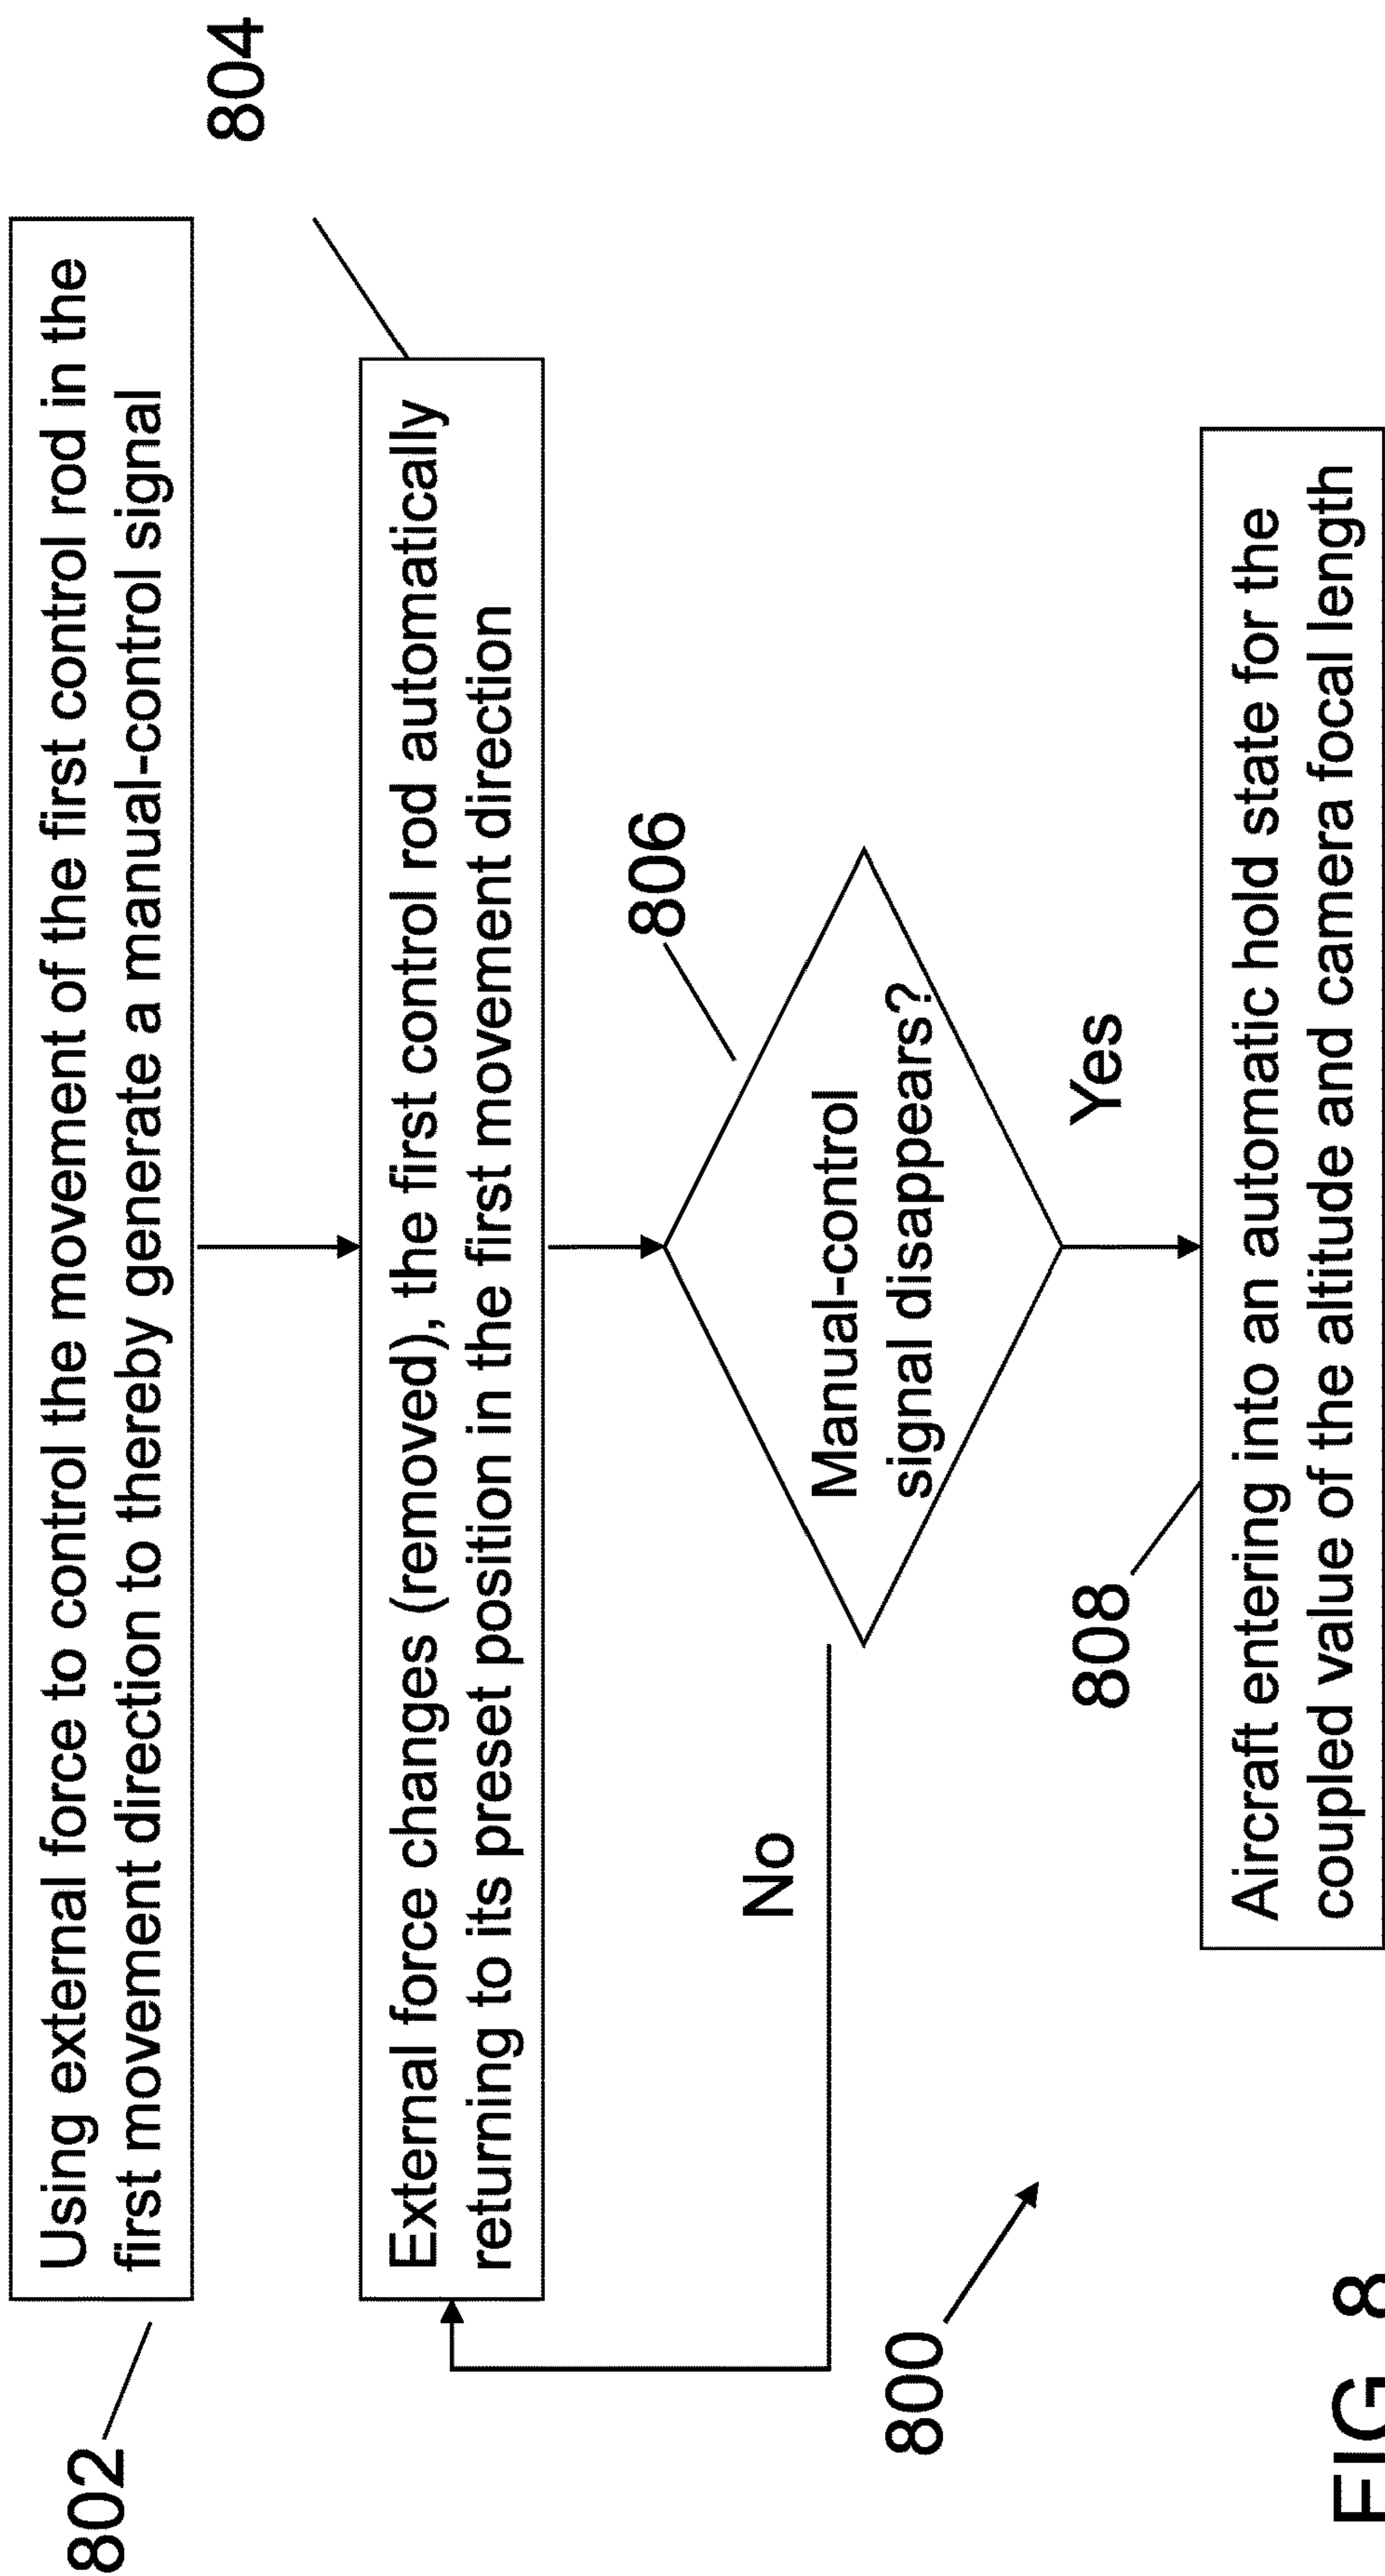 802
Using external force to control the movement of the first control rod in the
first movement direction to thereby generate a manual-control signal
804
External force changes (removed), the first control rod automatically
returning to its preset position in the first movement direction
806
Manual-control
signal disappears?
No
Yes
808
Aircraft entering into an automatic hold state for the
coupled value of the altitude and camera focal length
800
FIG. 8